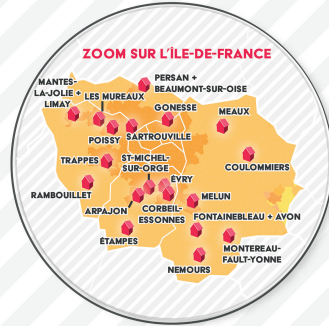 ZOOM SUR L'ÎLE-DE-FRANCE
PERSAN +
BEAUMONT-SUR-OISE
MANTES-
LA-JOLIE +
LIMAY
LES MUREAUX
GONESSE
MEAUX
POISSY
SARTROUVILLE
TRAPPES
ST-MICHEL-
SUR-ORGE
COULOMMIERS
ÉVRY
RAMBOUILLET
MELUN
ARPAJON
CORBEIL-
ESSONNES
FONTAINEBLEAU + AVON
ÉTAMPES
MONTEREAU-
FAULT-YONNE
NEMOURS